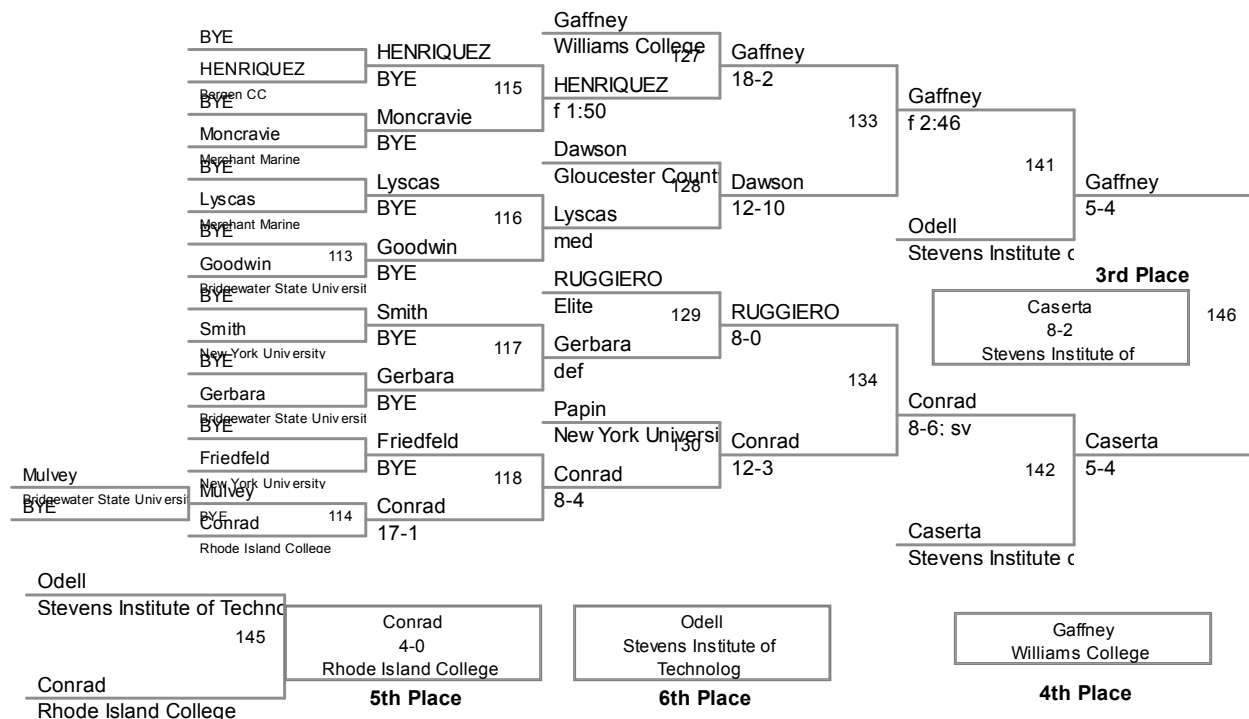 BYE
HENRIQUEZ
Bergen CC
BYE
Moncravie
Merchant Marine
BYE
Lyscas
Merchant Marine
BYE
Goodwin
113
Bridgewater State Universit
BYE
Smith
New York University
BYE
Gerbara
Bridgewater State Universit
BYE
Friedfeld
New York University
Mulvey
Bridgewater State Universit
BYE
Mulvey
BYE
114
Conrad
Rhode Island College
HENRIQUEZ
BYE
115
Moncravie
BYE
Lyscas
BYE
116
Goodwin
BYE
Smith
BYE
117
Gerbara
BYE
Friedfeld
BYE
118
Conrad
17-1
Gaffney
Williams College
127
HENRIQUEZ
f 1:50
Dawson
Gloucester Count
128
Lyscas
med
RUGGIERO
Elite
129
Gerbara
def
Papin
New York Universi
130
Conrad
8-4
Gaffney
18-2
133
Dawson
12-10
RUGGIERO
8-0
134
Conrad
12-3
Gaffney
f 2:46
141
Odell
Stevens Institute o
Conrad
8-6; sv
142
Caserta
Stevens Institute o
Gaffney
5-4
3rd Place
Caserta
8-2
Stevens Institute of
146
Caserta
5-4
Odell
Stevens Institute of Techno
145
Conrad
Rhode Island College
Conrad
4-0
Rhode Island College
5th Place
Odell
Stevens Institute of
Technolog
6th Place
Gaffney
Williams College
4th Place